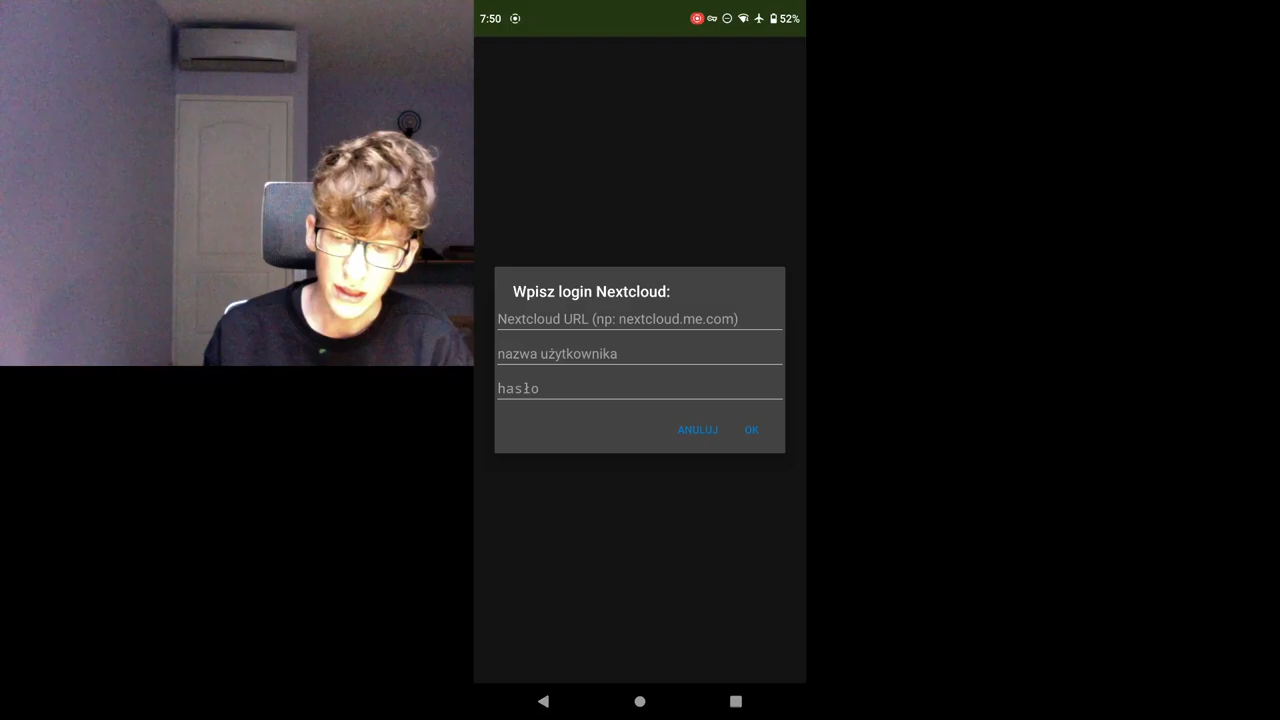 7:50
52%
Wpisz login Nextcloud:
Nextcloud URL (np: nextcloud.me.com)
nazwa użytkownika
hasło
ANULUJ OK